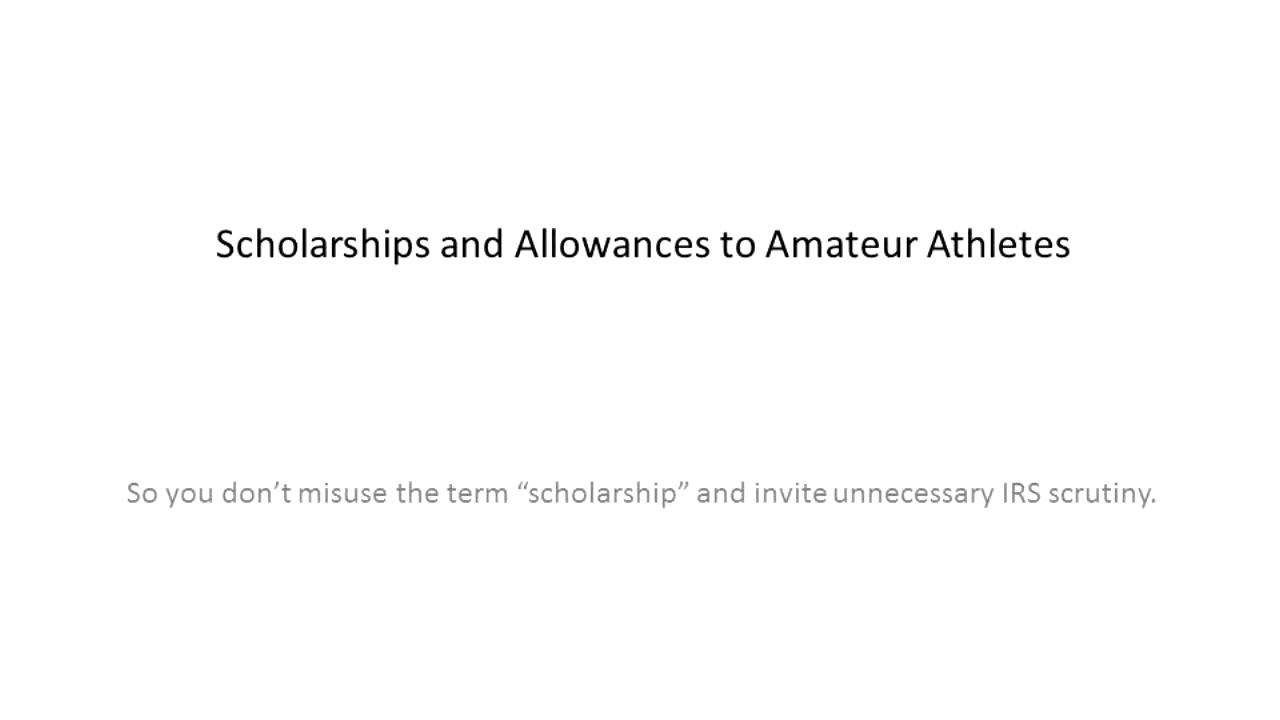 Scholarships and Allowances to Amateur Athletes
So you don’t misuse the term “scholarship” and invite unnecessary IRS scrutiny.